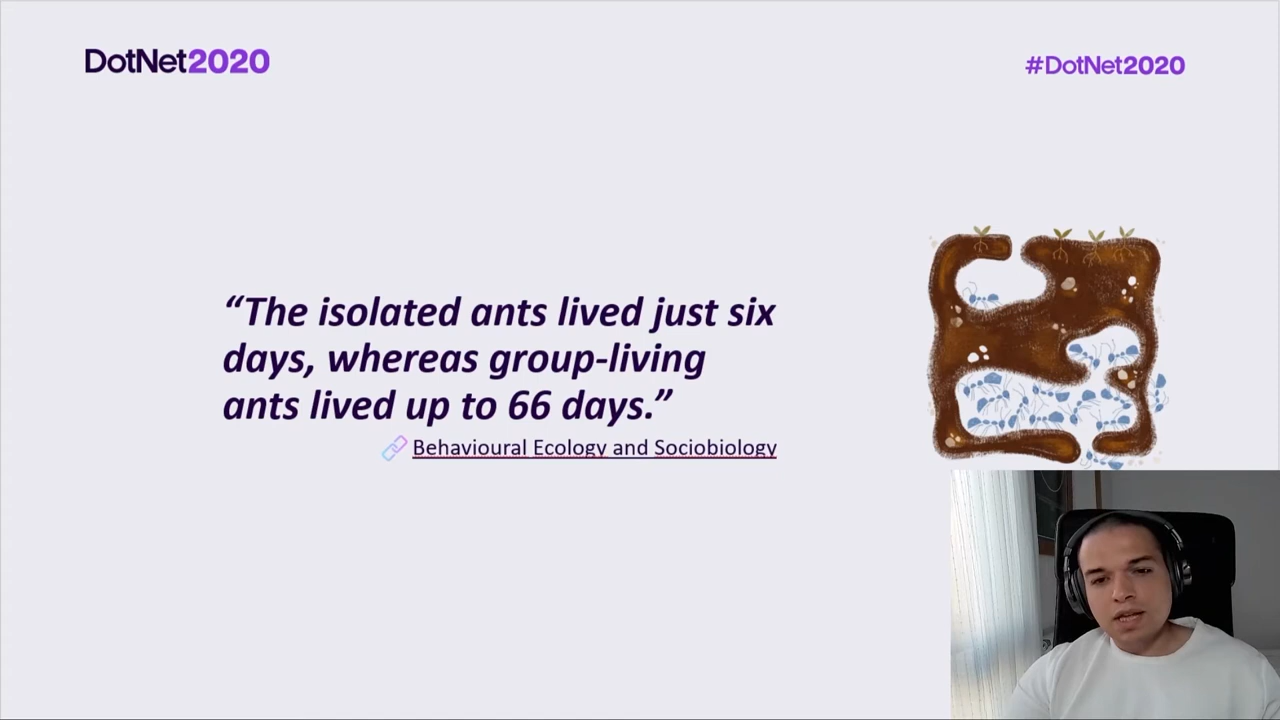 DotNet2020
#DotNet2020
“The isolated ants lived just six
days, whereas group-living
ants lived up to 66 days.”
Behavioural Ecology and Sociobiology